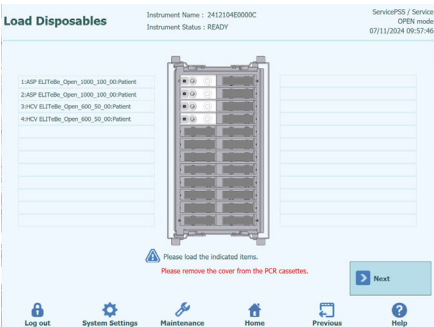 Load Disposables
Instrument Name : 2412104E0000C
Instrument Status : READY
ServicePSS / Service
OPEN mode
07/11/2024 09:57:46
1:ASP ELITeBe_Open_1000_100_00:Patient
2:ASP ELITeBe_Open_1000_100_00:Patient
3:HCV ELITeBe_Open_600_50_00:Patient
4:HCV ELITeBe_Open_600_50_00:Patient
Please load the indicated items.
Please remove the cover from the PCR cassettes.
Next
Log out
System Settings
Maintenance
Home
Previous
Help